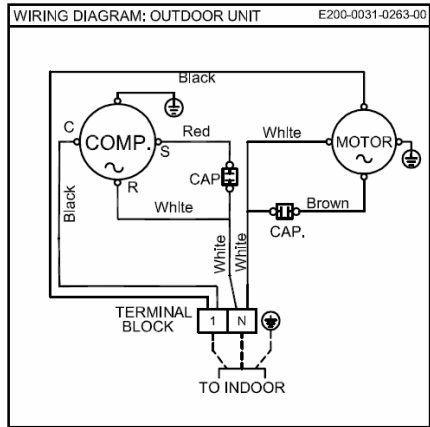 WIRING DIAGRAM: OUTDOOR UNIT
E200-0031-0263-00
Black
C
COMP.
S
R
Red
CAP
White
White
MOTOR
Brown
CAP.
Black
White
White
TERMINAL
BLOCK
1
N
TO INDOOR